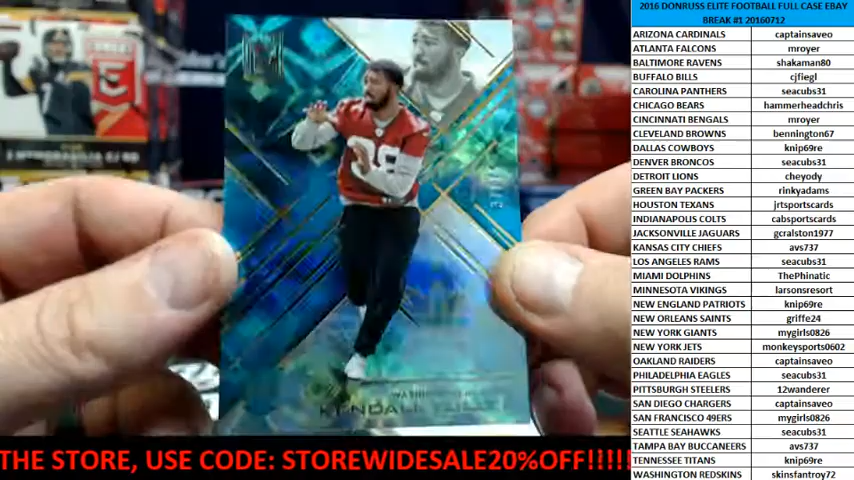 2016 DONRUSS ELITE FOOTBALL FULL CASE EBAY
BREAK #1 20160712
ARIZONA CARDINALS captainsaveo
ATLANTA FALCONS mroyer
BALTIMORE RAVENS shakaman80
BUFFALO BILLS cjfiegl
CAROLINA PANTHERS seacubs31
CHICAGO BEARS hammerheadchris
CINCINNATI BENGALS mroyer
CLEVELAND BROWNS bennington67
DALLAS COWBOYS knip69re
DENVER BRONCOS seacubs31
DETROIT LIONS cheyody
GREEN BAY PACKERS rinkyadams
HOUSTON TEXANS jrtsportscards
INDIANAPOLIS COLTS cabsportscards
JACKSONVILLE JAGUARS gcralston1977
KANSAS CITY CHIEFS avs737
LOS ANGELES RAMS seacubs31
MIAMI DOLPHINS ThePhinatic
MINNESOTA VIKINGS larsonsresort
NEW ENGLAND PATRIOTS knip69re
NEW ORLEANS SAINTS griffe24
NEW YORK GIANTS mygirls0826
NEW YORK JETS monkeysports0602
OAKLAND RAIDERS captainsaveo
PHILADELPHIA EAGLES seacubs31
PITTSBURGH STEELERS 12wanderer
SAN DIEGO CHARGERS captainsaveo
SAN FRANCISCO 49ERS mygirls0826
SEATTLE SEAHAWKS seacubs31
TAMPA BAY BUCCANEERS avs737
TENNESSEE TITANS knip69re
WASHINGTON REDSKINS skinsfantroy72
KENDALL
THE STORE, USE CODE: STOREWIDESALE20%OFF!!!!!